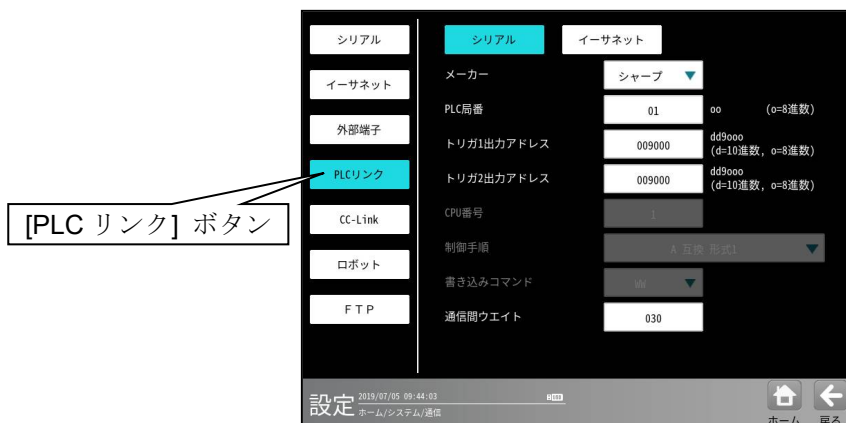 シリアル
イーサネット
外部端子
PLCリンク
CC-Link
ロボット
FTP
[PLC リンク] ボタン
シリアル イーサネット
メーカー シャープ
PLC局番 01 oo (o=8進数)
トリガ1出力アドレス 009000 dd9ooo
(d=10進数, o=8進数)
トリガ2出力アドレス 009000 dd9ooo
(d=10進数, o=8進数)
CPU番号 1
制御手順 A 互換 形式1
書き込みコマンド WW
通信間ウエイト 030
設定 2019/07/05 09:44:03
ホーム/システム/通信
ホーム 戻る